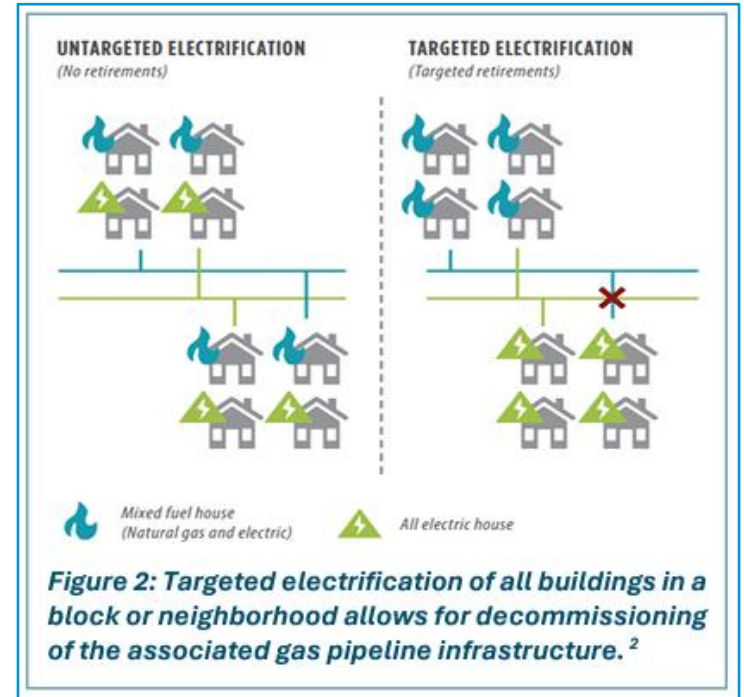 UNTARGETED ELECTRIFICATION
(No retirements)
TARGETED ELECTRIFICATION
(Targeted retirements)
Mixed fuel house
(Natural gas and electric)
All electric house
Figure 2: Targeted electrification of all buildings in a
block or neighborhood allows for decommissioning
of the associated gas pipeline infrastructure. ²